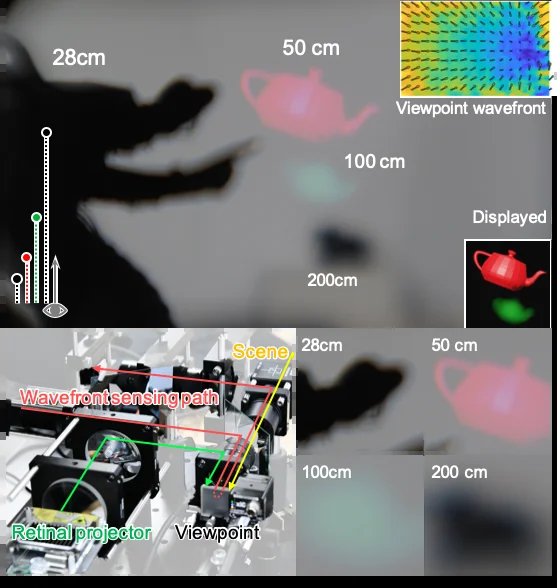 28cm
50 cm
Viewpoint wavefront
100 cm
Displayed
200cm
Scene
Wavefront sensing path
Retinal projector
Viewpoint
28cm
50 cm
100cm
200 cm